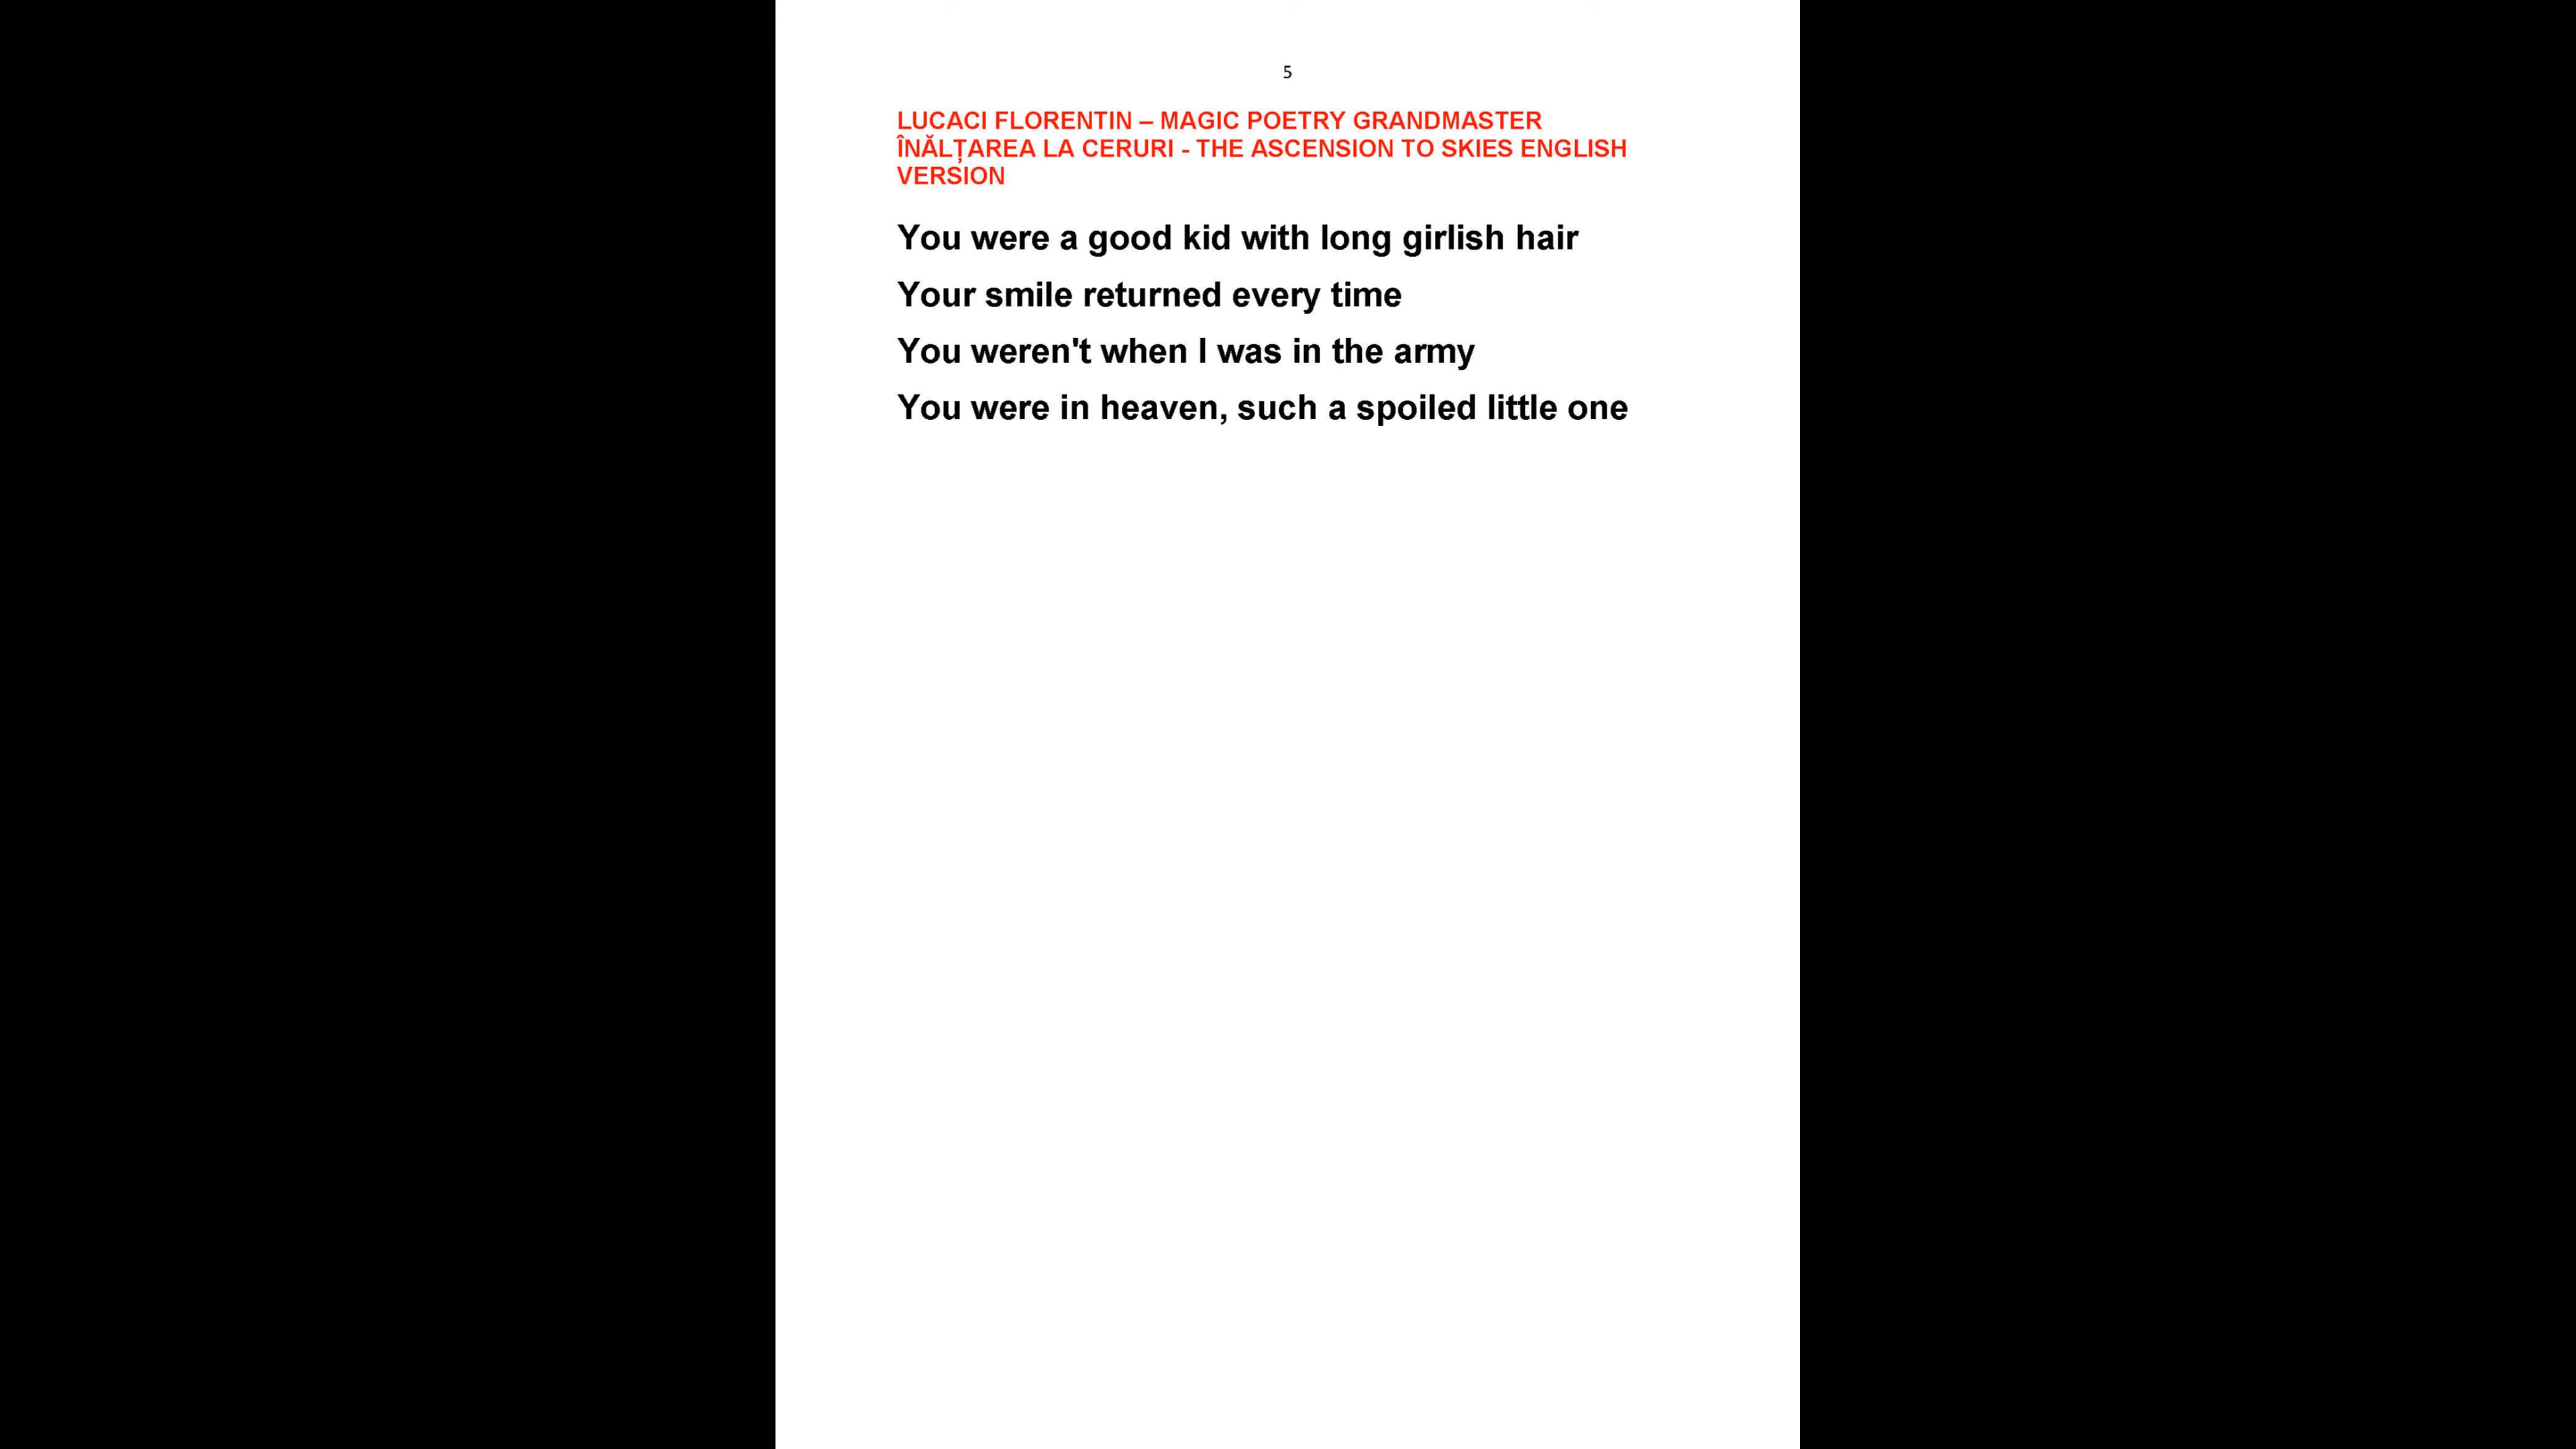 5
LUCACI FLORENTIN – MAGIC POETRY GRANDMASTER
ÎNĂLȚAREA LA CERURI - THE ASCENSION TO SKIES ENGLISH
VERSION
You were a good kid with long girlish hair
Your smile returned every time
You weren't when I was in the army
You were in heaven, such a spoiled little one